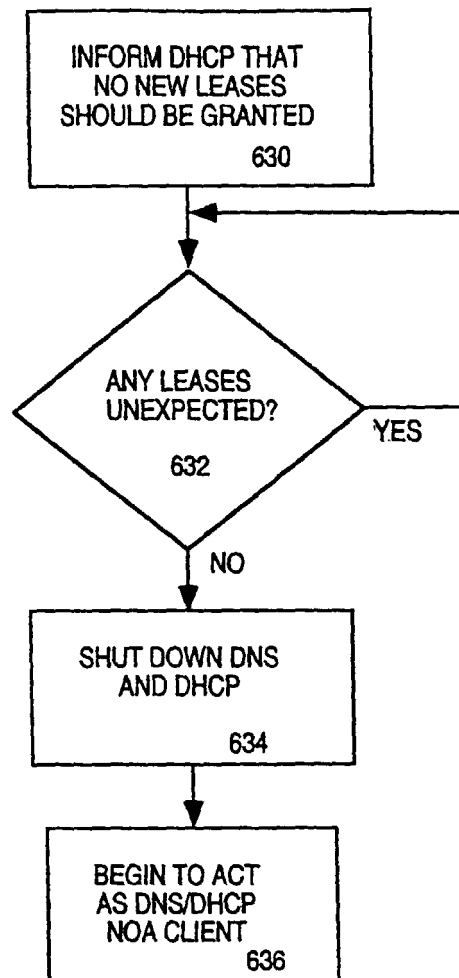 INFORM DHCP THAT
NO NEW LEASES
SHOULD BE GRANTED
630
ANY LEASES
UNEXPECTED?
632
YES
NO
SHUT DOWN DNS
AND DHCP
634
BEGIN TO ACT
AS DNS/DHCP
NOA CLIENT
636